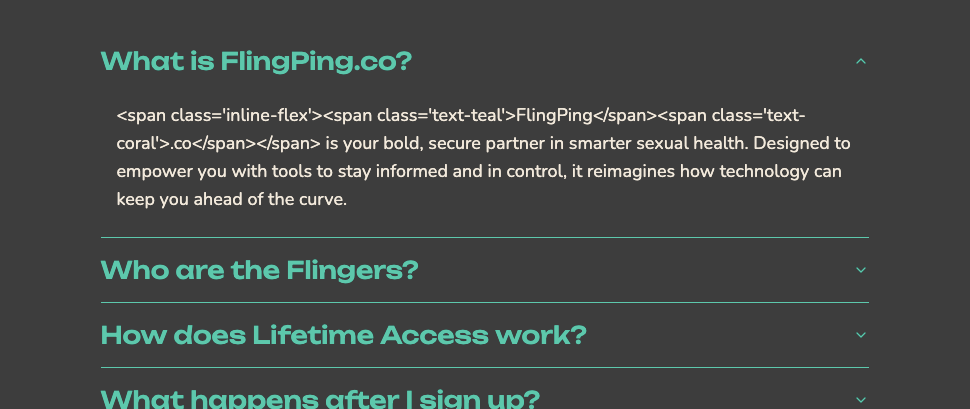 What is FlingPing.co?
<span class='inline-flex'><span class='text-teal'>FlingPing</span><span class='text-
coral'>.co</span></span> is your bold, secure partner in smarter sexual health. Designed to
empower you with tools to stay informed and in control, it reimagines how technology can
keep you ahead of the curve.
Who are the Flingers?
How does Lifetime Access work?
What happens after I sign up?